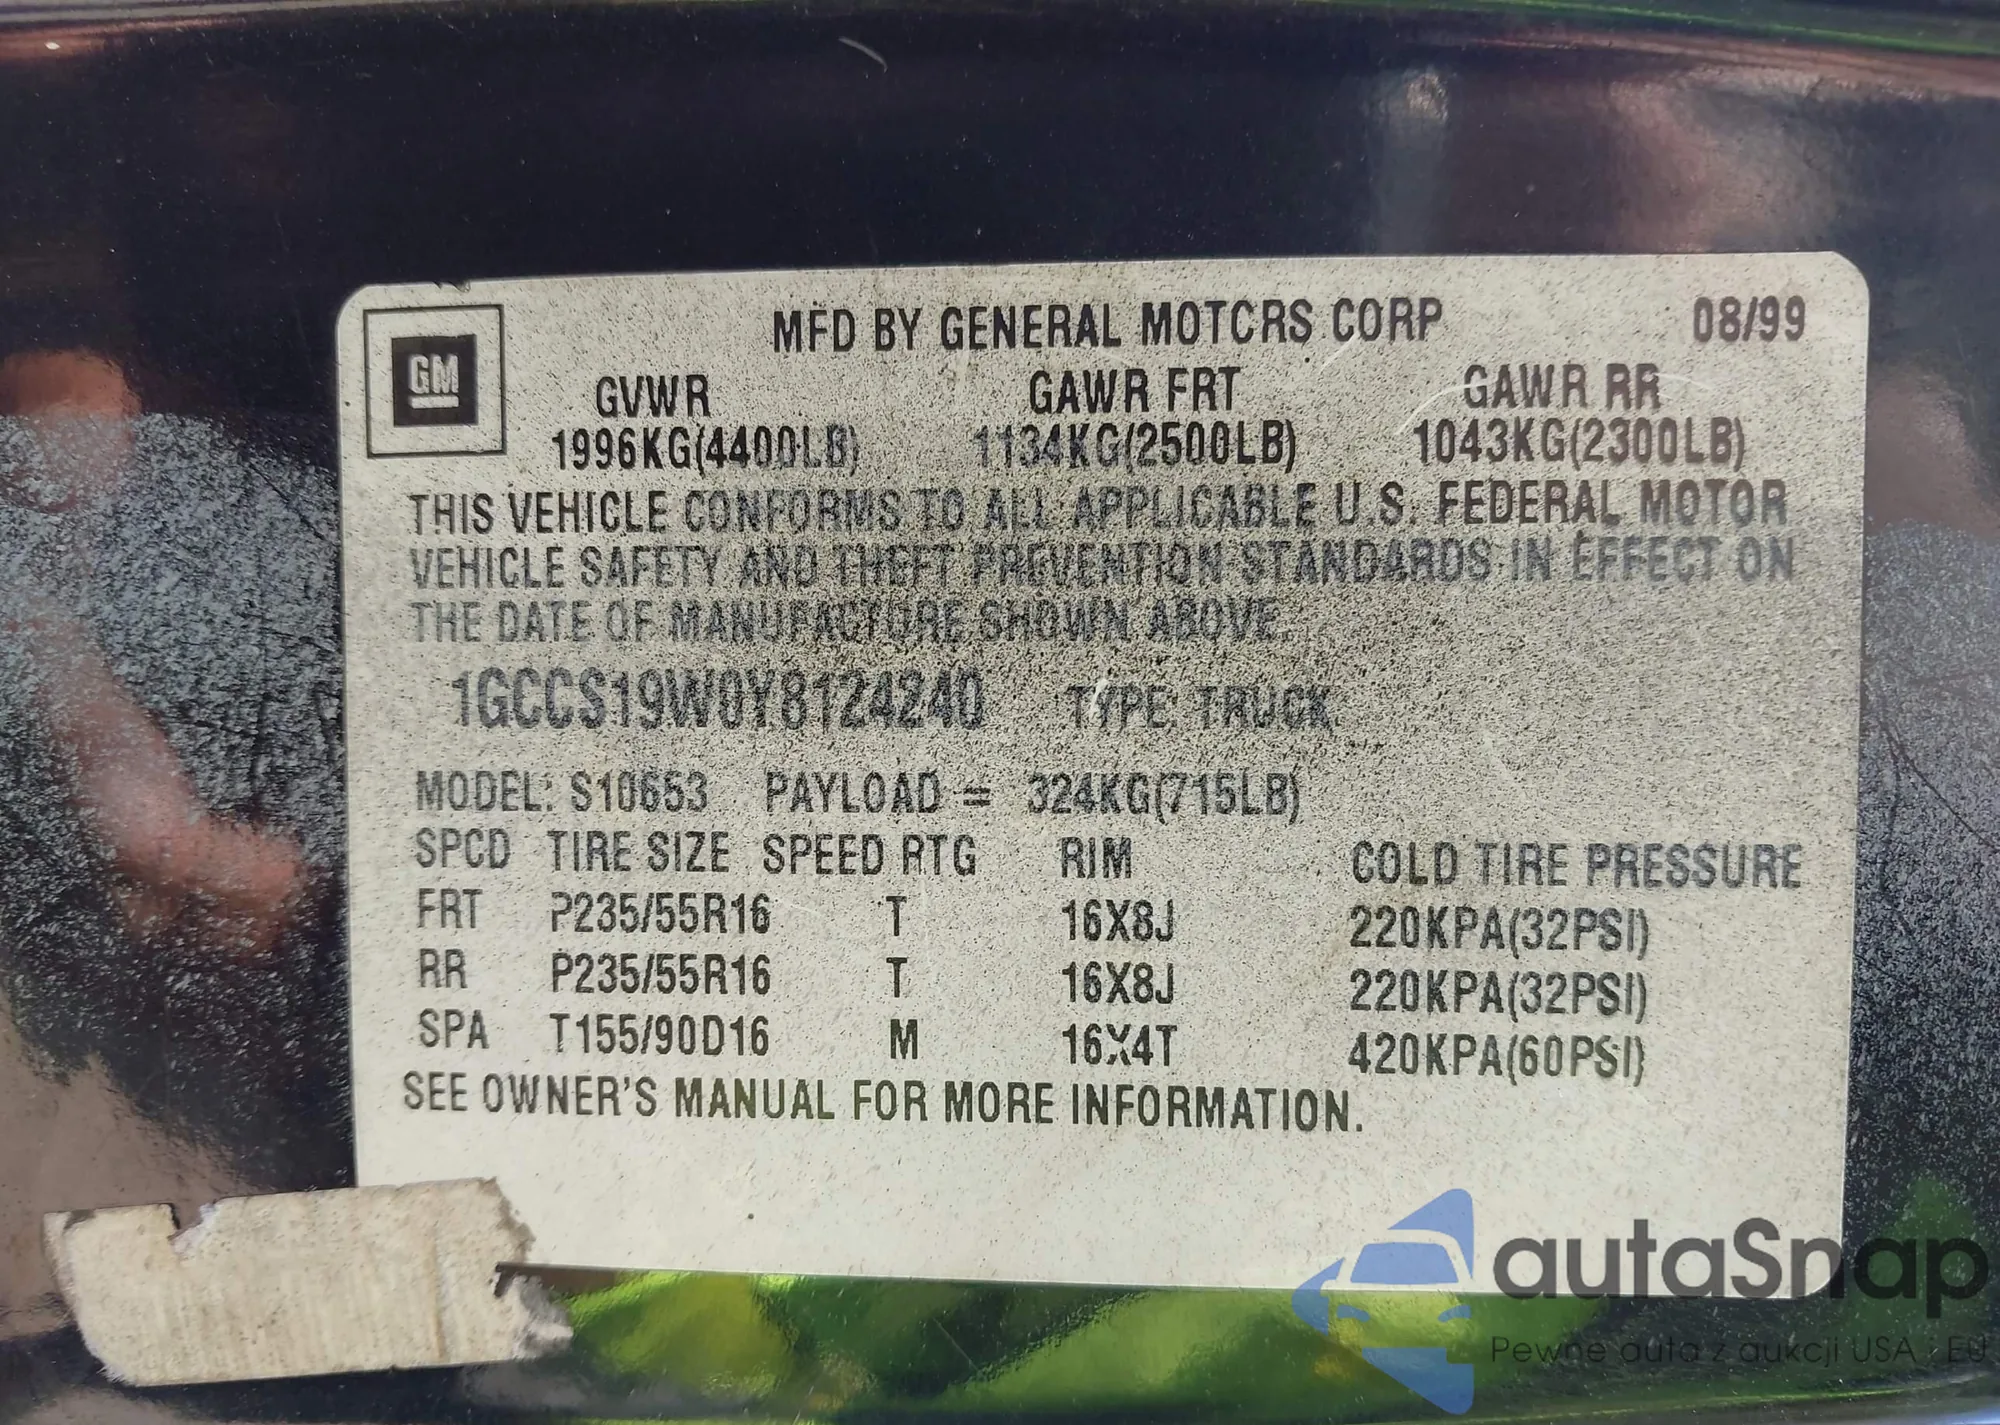 MFD BY GENERAL MOTORS CORP 08/99
GM
GVWR GAWR FRT GAWR RR
1996KG(4400LB) 1134KG(2500LB) 1043KG(2300LB)
THIS VEHICLE CONFORMS TO ALL APPLICABLE U.S. FEDERAL MOTOR
VEHICLE SAFETY AND THEFT PREVENTION STANDARDS IN EFFECT ON
THE DATE OF MANUFACTURE SHOWN ABOVE.
1GCCS19W0Y8124240 TYPE: TRUCK
MODEL: S10653 PAYLOAD = 324KG(715LB)
SPCD TIRE SIZE SPEED RTG RIM COLD TIRE PRESSURE
FRT P235/55R16 T 16X8J 220KPA(32PSI)
RR P235/55R16 T 16X8J 220KPA(32PSI)
SPA T155/90D16 M 16X4T 420KPA(60PSI)
SEE OWNER'S MANUAL FOR MORE INFORMATION.
autaSnap
Pewne auta z aukcji USA i EU